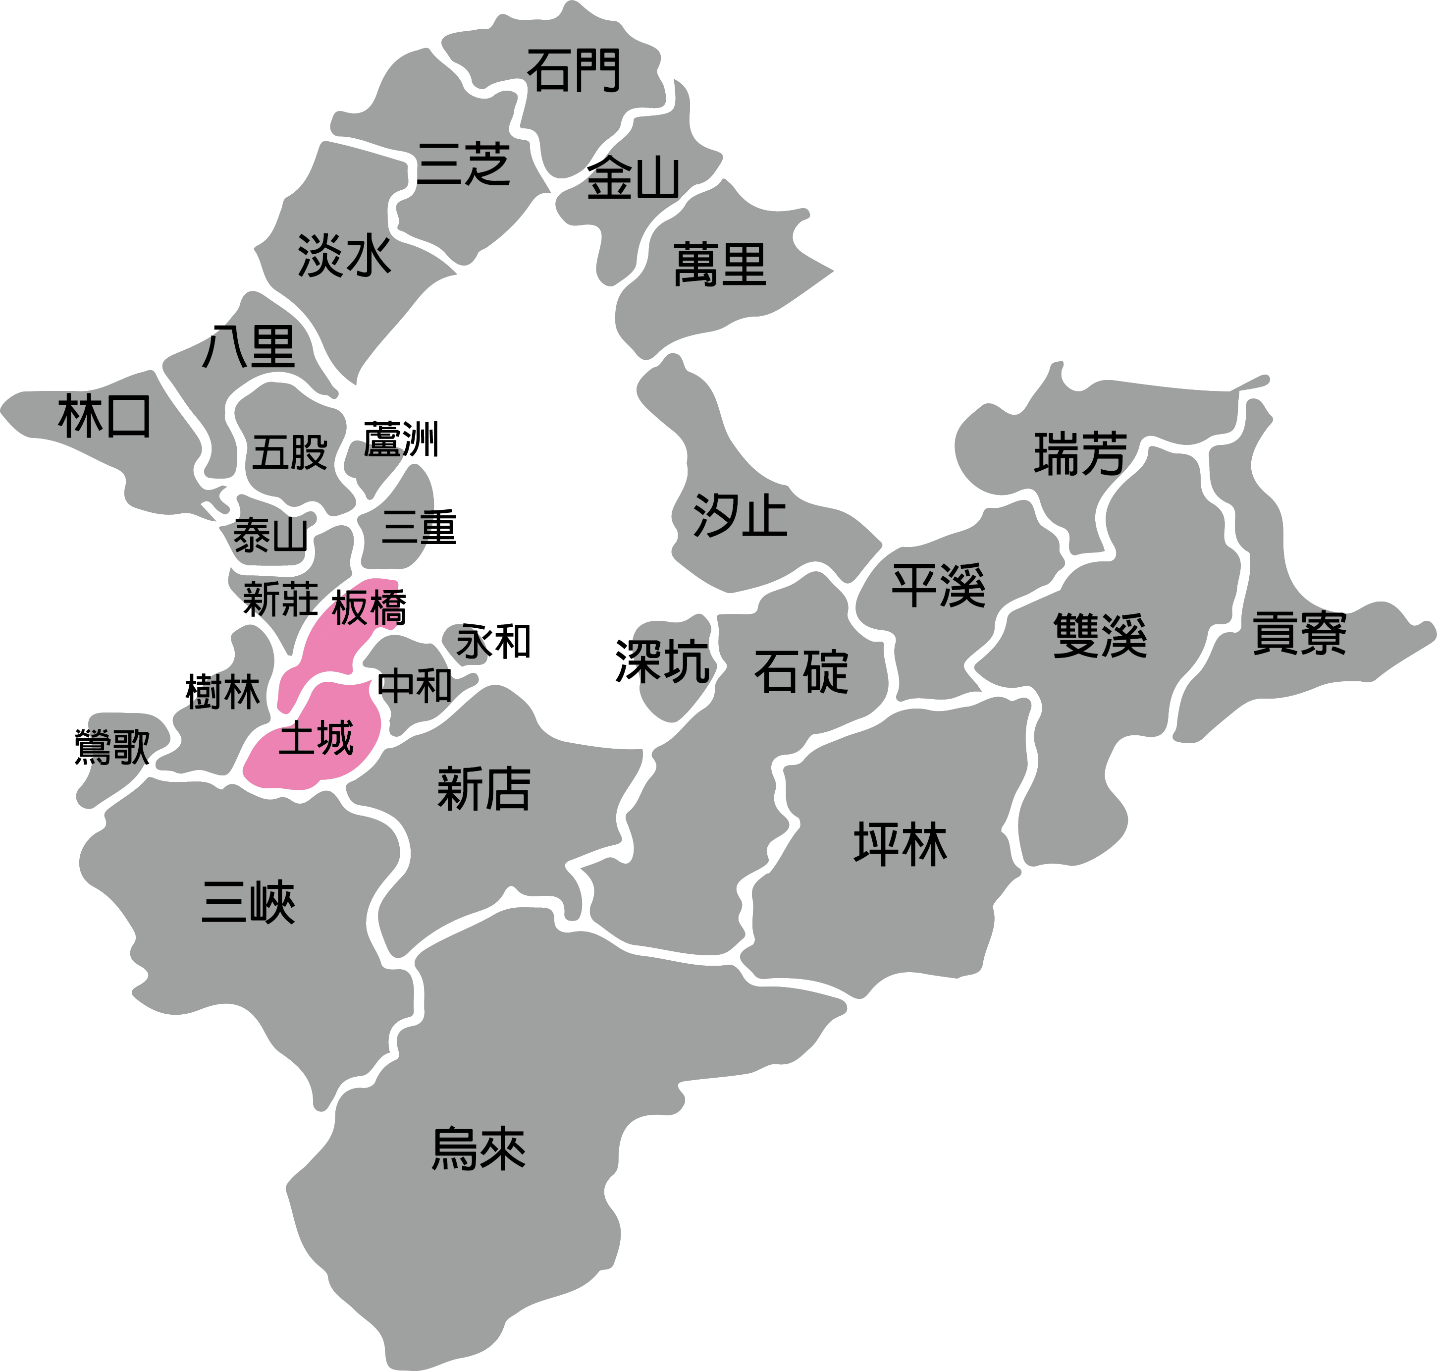 石門
三芝
金山
淡水
萬里
八里
林口
蘆洲
五股
瑞芳
汐止
三重
泰山
平溪
新莊
板橋
雙溪
貢寮
永和
深坑
石碇
中和
樹林
土城
鶯歌
新店
坪林
三峽
烏來